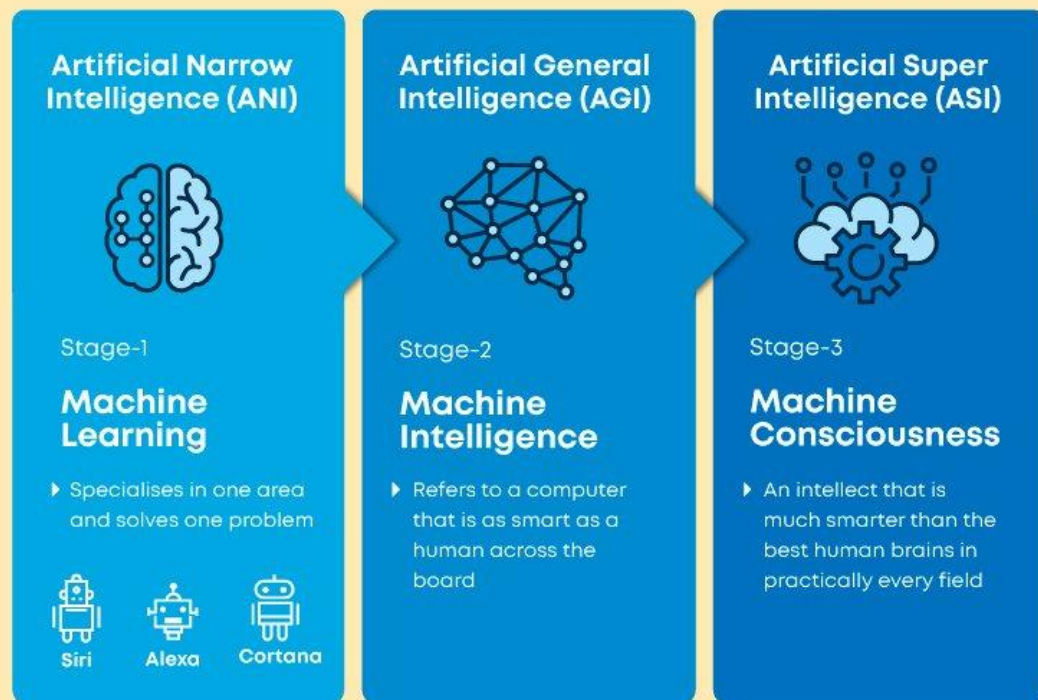 Artificial Narrow
Intelligence (ANI)
Stage-1
Machine
Learning
Specialises in one area
and solves one problem
Siri
Alexa
Cortana
Artificial General
Intelligence (AGI)
Stage-2
Machine
Intelligence
Refers to a computer
that is as smart as a
human across the
board
Artificial Super
Intelligence (ASI)
Stage-3
Machine
Consciousness
An intellect that is
much smarter than the
best human brains in
practically every field